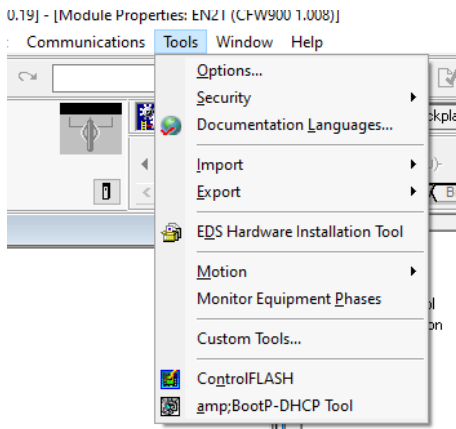 0.19] - [Module Properties: EN2T (CFW900 1.008)]
Communications Tools Window Help
Options...
Security
Documentation Languages...
Import
Export
EDS Hardware Installation Tool
Motion
Monitor Equipment Phases
Custom Tools...
ControlFLASH
amp;BootP-DHCP Tool